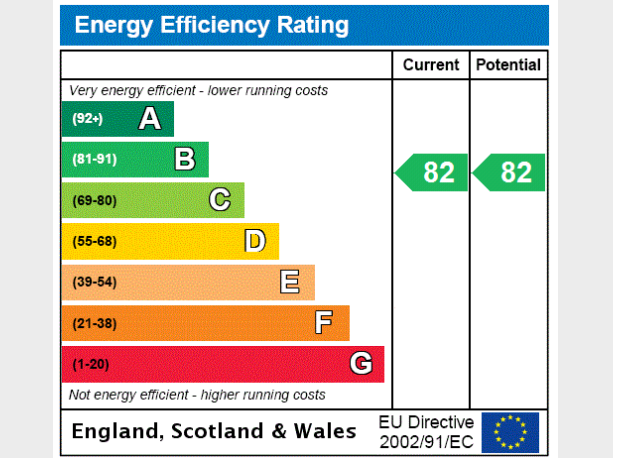 Energy Efficiency Rating
Current Potential
Very energy efficient - lower running costs
(92+) A
(81-91) B
82 82
(69-80) C
(55-68) D
(39-54) E
(21-38) F
(1-20) G
Not energy efficient - higher running costs
England, Scotland & Wales
EU Directive
2002/91/EC